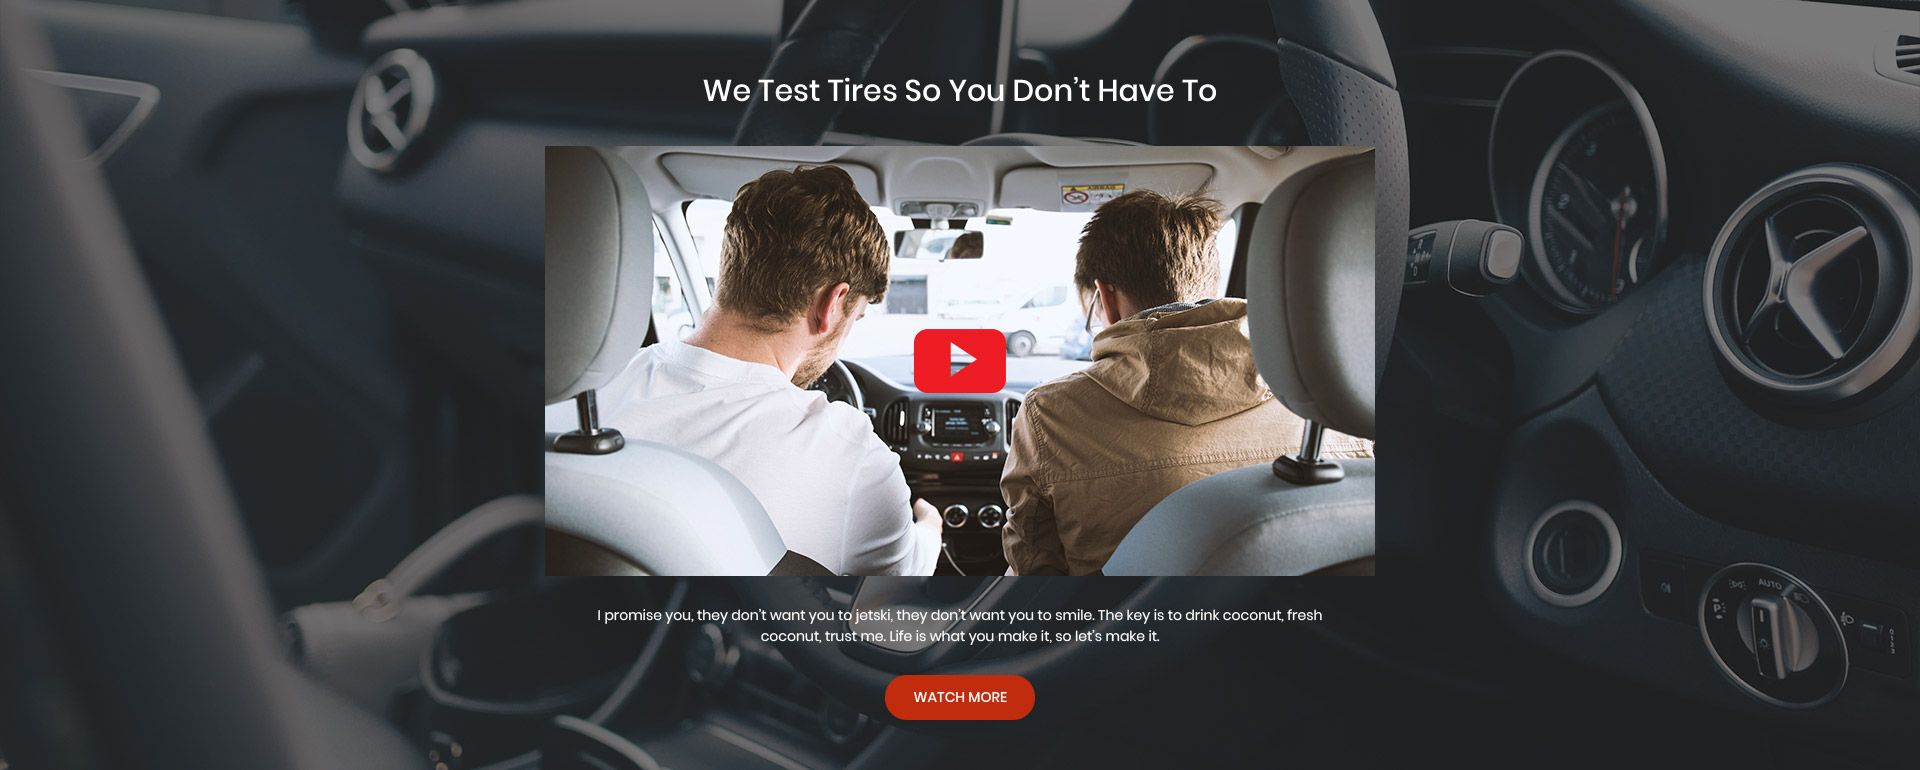 We Test Tires So You Don't Have To
AIRBAG
I promise you, they don't want you to jetski, they don't want you to smile. The key is to drink coconut, fresh
coconut, trust me. Life is what you make it, so let's make it.
AUTO
P
WATCH MORE